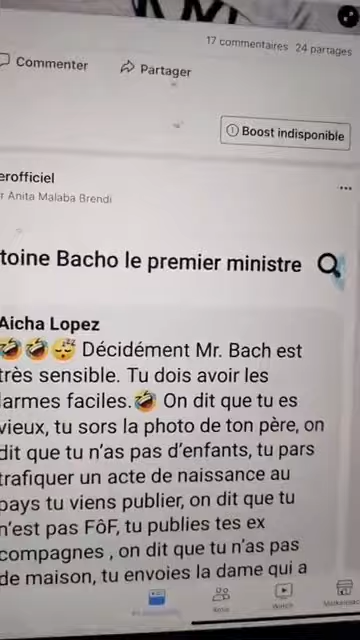 17 commentaires 24 partages
Commenter Partager
Boost indisponible
erofficiel
r Anita Malaba Brendi
toine Bacho le premier ministre
Aicha Lopez
🤣🤣😴 Décidément Mr. Bach est
très sensible. Tu dois avoir les
larmes faciles.🤣 On dit que tu es
vieux, tu sors la photo de ton père, on
dit que tu n'as pas d'enfants, tu pars
trafiquer un acte de naissance au
pays tu viens publier, on dit que tu
n'est pas FôF, tu publies tes ex
compagnes , on dit que tu n'as pas
de maison, tu envoies la dame qui a
Watch